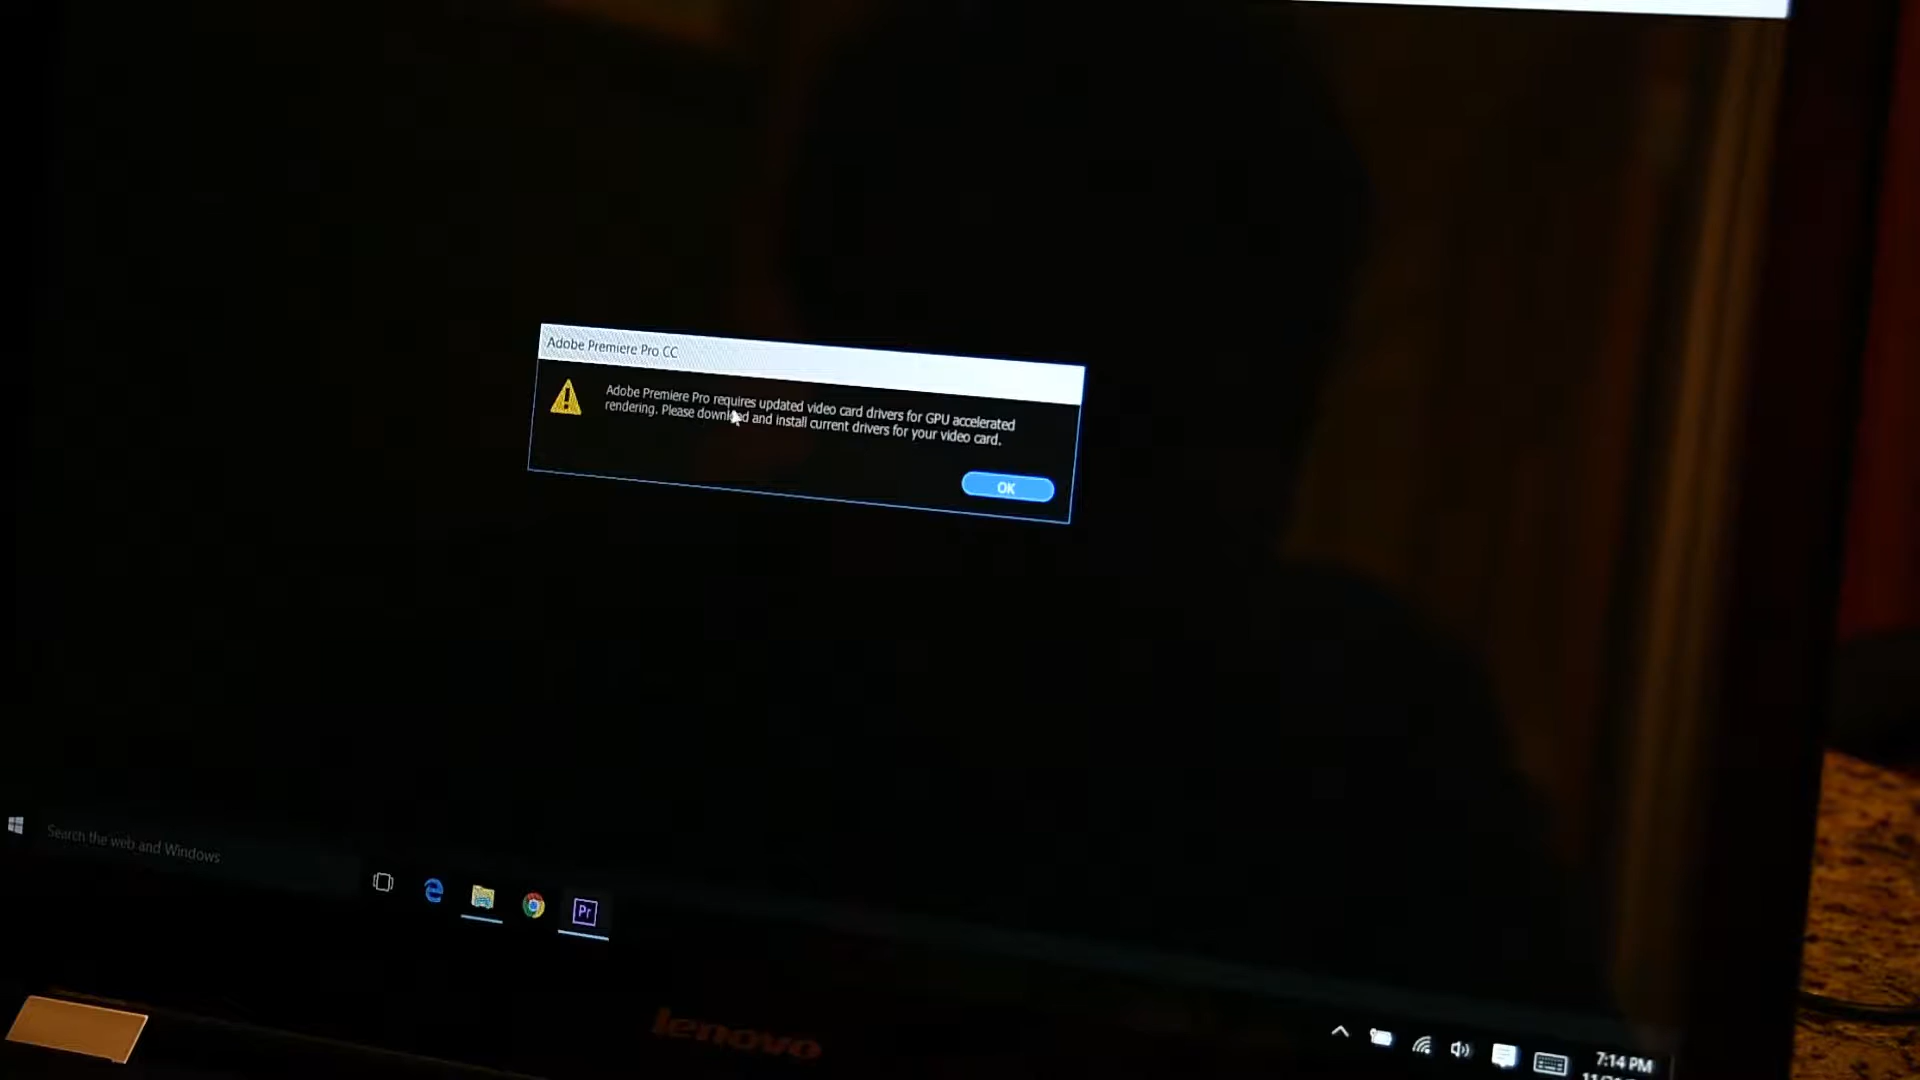 Adobe Premiere Pro CC
Adobe Premiere Pro requires updated video card drivers for GPU accelerated
rendering. Please download and install current drivers for your video card.
OK
Search the web and Windows
Pr
lenovo
7:14 PM